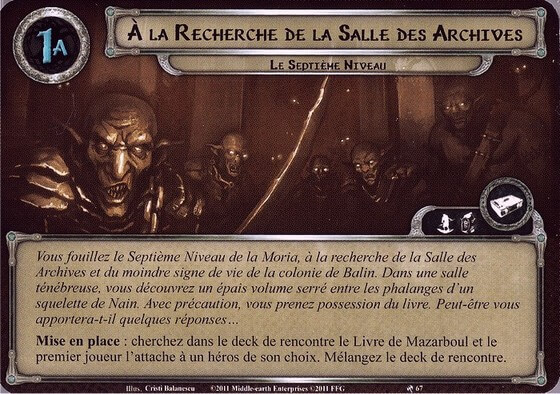 1A
À la Recherche de la Salle des Archives
Le Septième Niveau
Vous fouillez le Septième Niveau de la Moria, à la recherche de la Salle des
Archives et du moindre signe de vie de la colonie de Balin. Dans une salle
ténébreuse, vous découvrez un épais volume serré entre les phalanges d'un
squelette de Nain. Avec précaution, vous prenez possession du livre. Peut-être vous
apportera-t-il quelques réponses…
Mise en place : cherchez dans le deck de rencontre le Livre de Mazarboul et le
premier joueur l'attache à un héros de son choix. Mélangez le deck de rencontre.
Illus. Cristi Balanescu ©2011 Middle-earth Enterprises ©2011 FFG 67